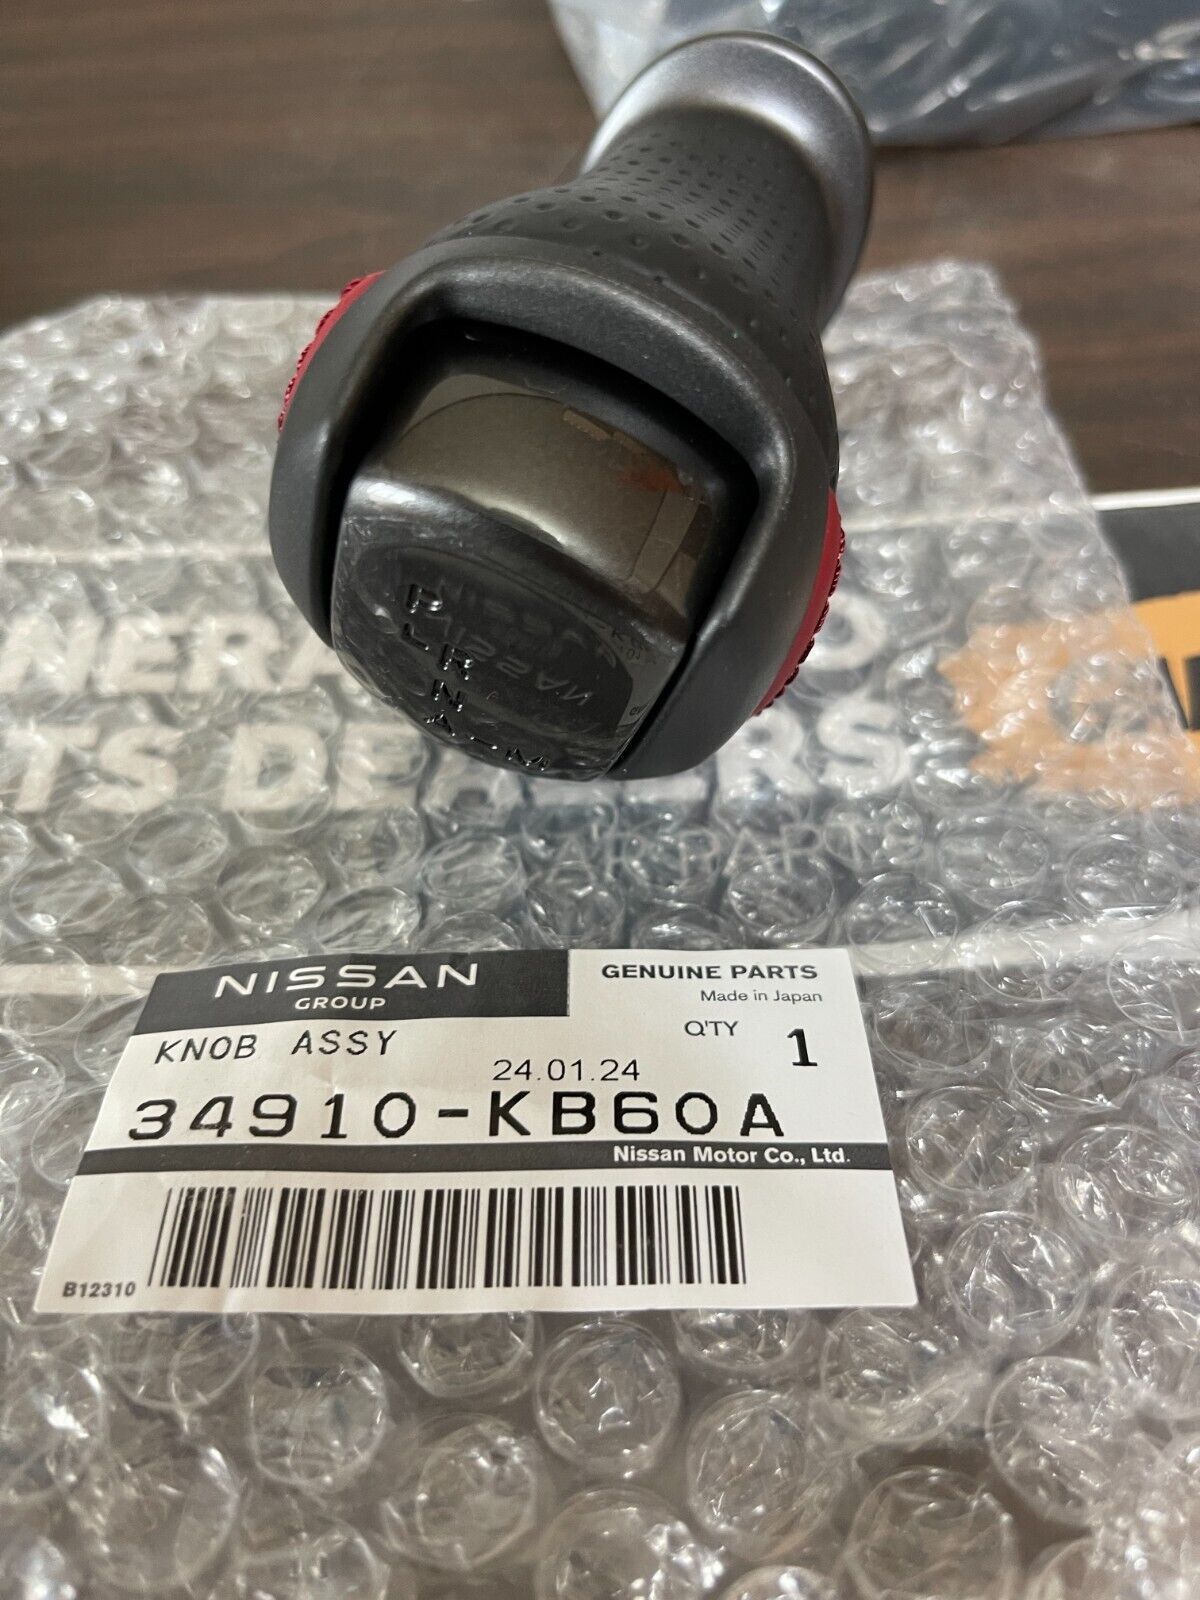 P
L R
N
A-M
NISSAN
GROUP
GENUINE PARTS
Made in Japan
KNOB ASSY
Q'TY 1
24.01.24
34910-KB60A
Nissan Motor Co., Ltd.
B12310